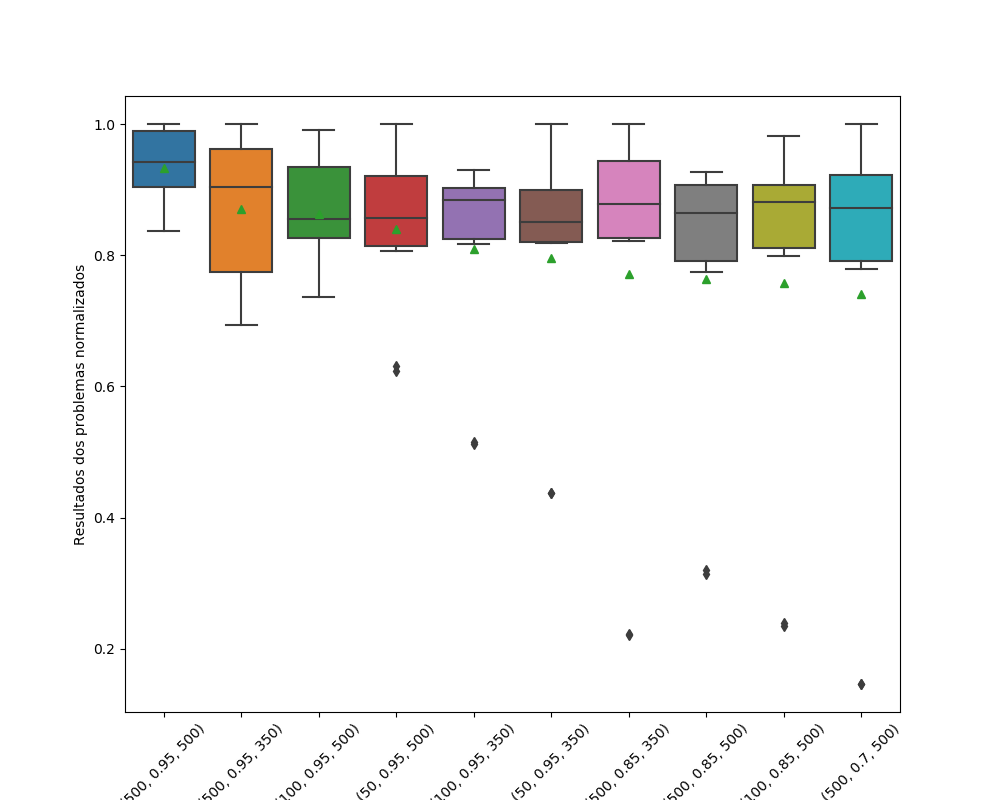 Resultados dos problemas normalizados
1.0
0.8
0.6
0.4
0.2
500, 0.95, 500)
500, 0.95, 350)
100, 0.95, 500)
(50, 0.95, 500)
100, 0.95, 350)
(50, 0.95, 350)
500, 0.85, 350)
500, 0.85, 500)
100, 0.85, 500)
(500, 0.7, 500)